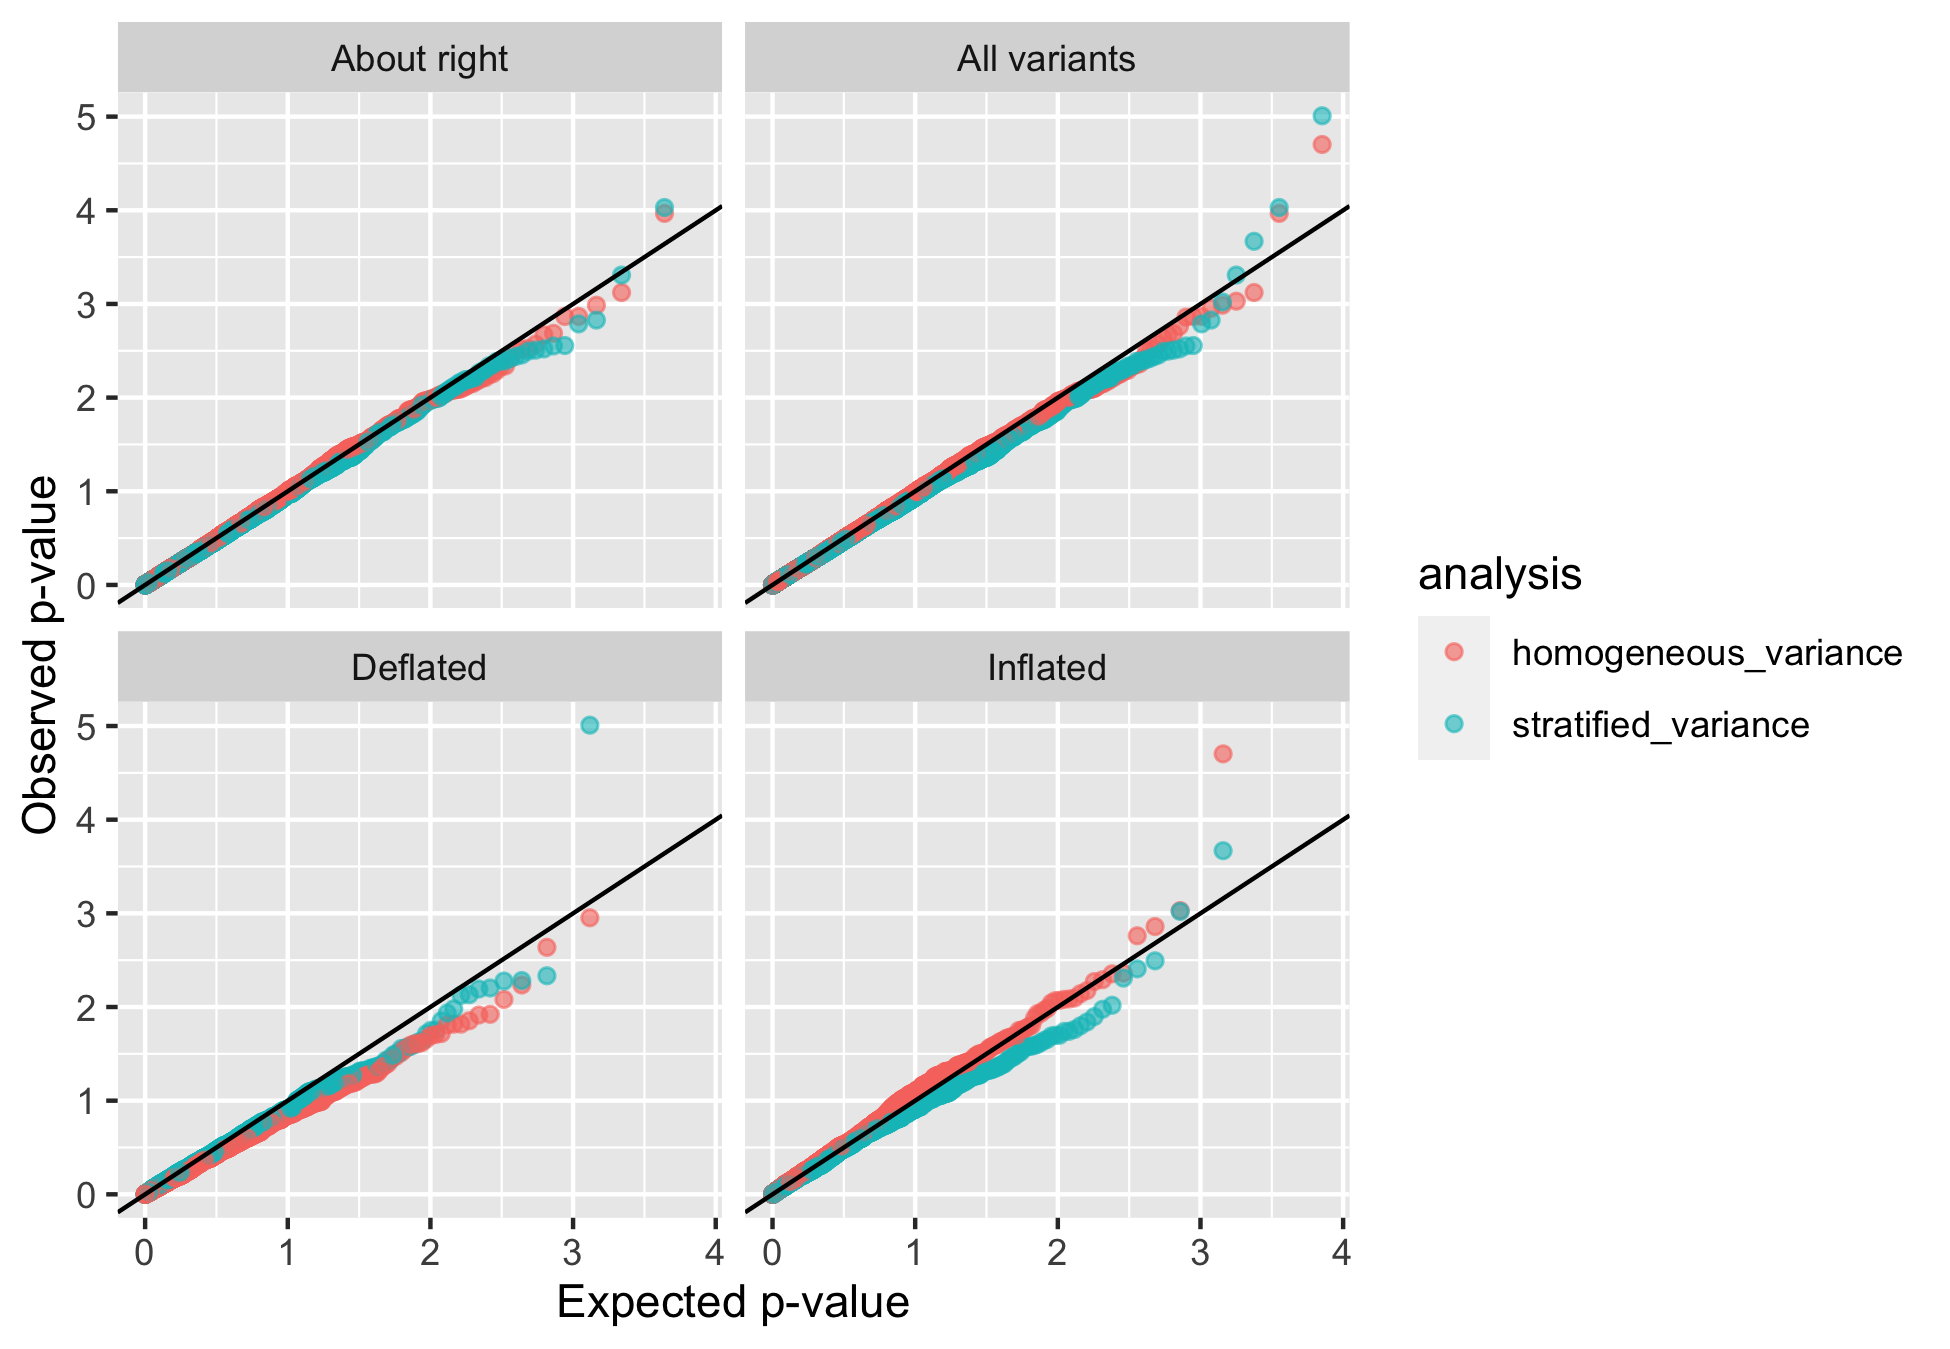 About right
All variants
5
4
3
2
1
0
Deflated
Inflated
5
4
3
2
1
0
0 1 2 3 4
0 1 2 3 4
Expected p-value
Observed p-value
analysis
homogeneous_variance
stratified_variance